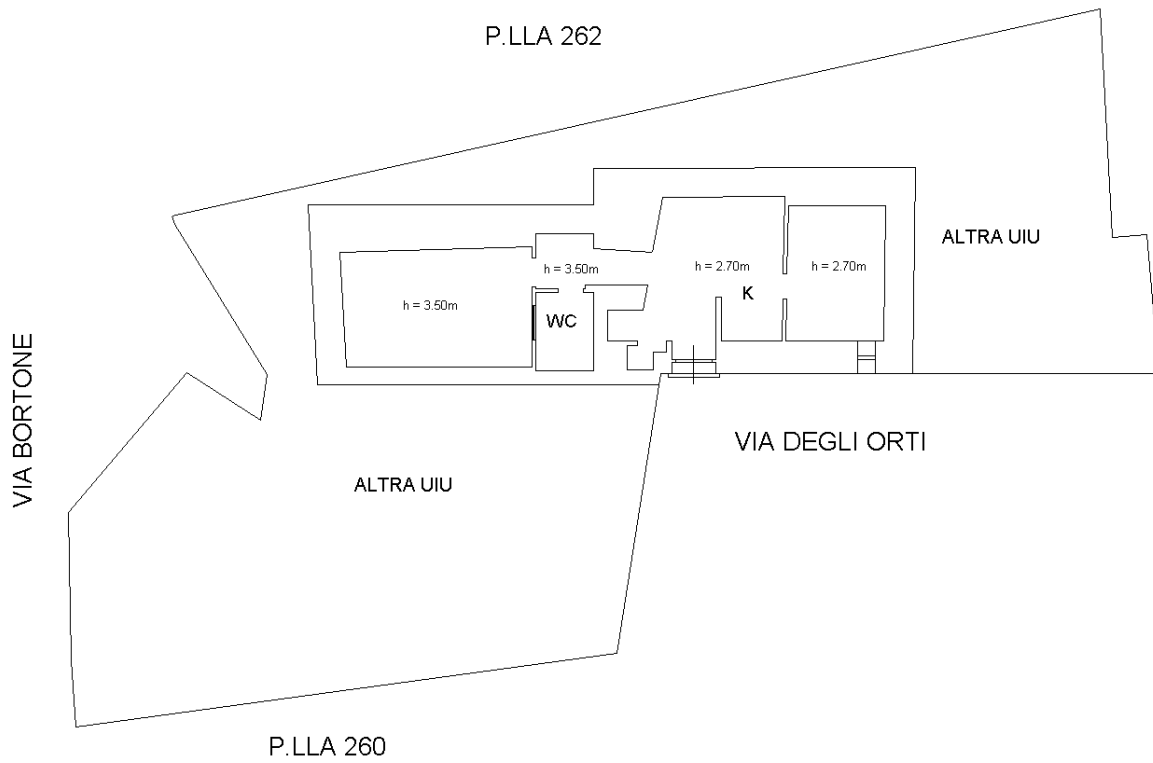 P.LLA 262
ALTRA UIU
h = 3.50m
h = 2.70m
h = 2.70m
K
h = 3.50m
WC
VIA BORTONE
VIA DEGLI ORTI
ALTRA UIU
P.LLA 260